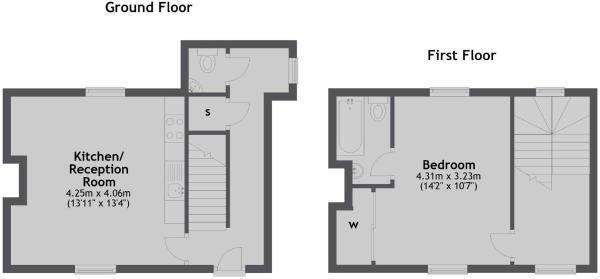 Ground Floor
First Floor
S
Kitchen/
Reception
Room
4.25m x 4.06m
(13'11" x 13'4")
Bedroom
4.31m x 3.23m
(14'2" x 10'7")
W